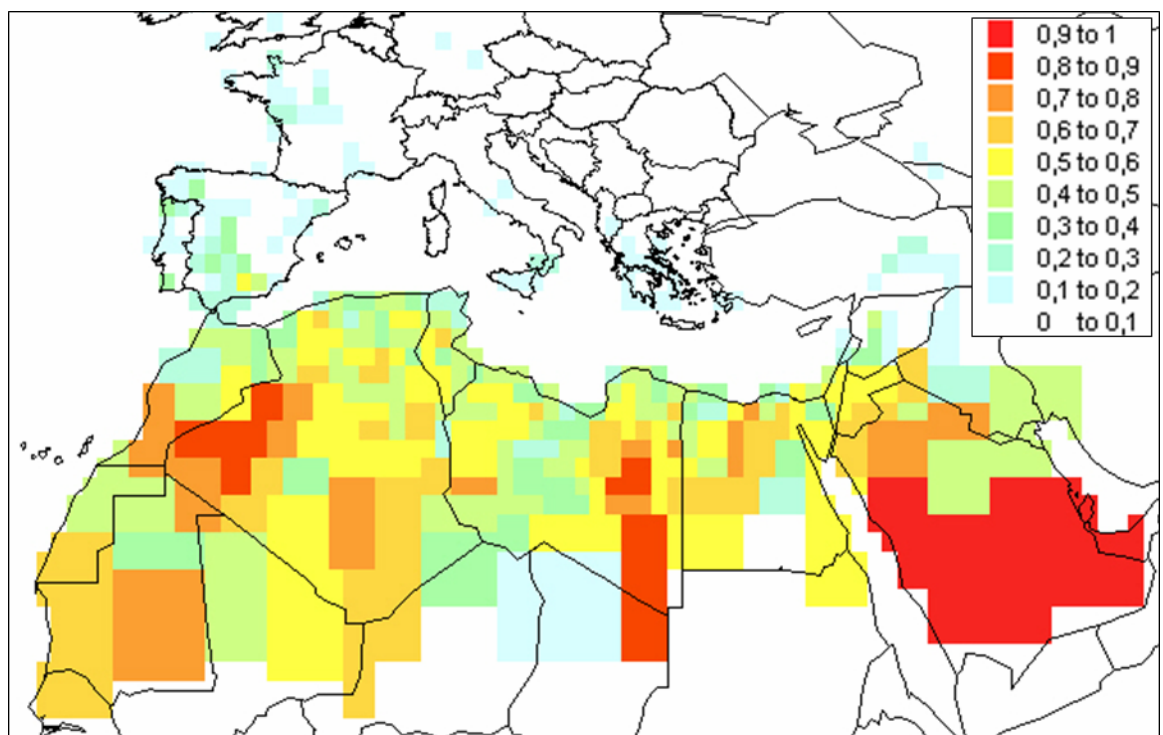 0,9 to 1
0,8 to 0,9
0,7 to 0,8
0,6 to 0,7
0,5 to 0,6
0,4 to 0,5
0,3 to 0,4
0,2 to 0,3
0,1 to 0,2
0 to 0,1